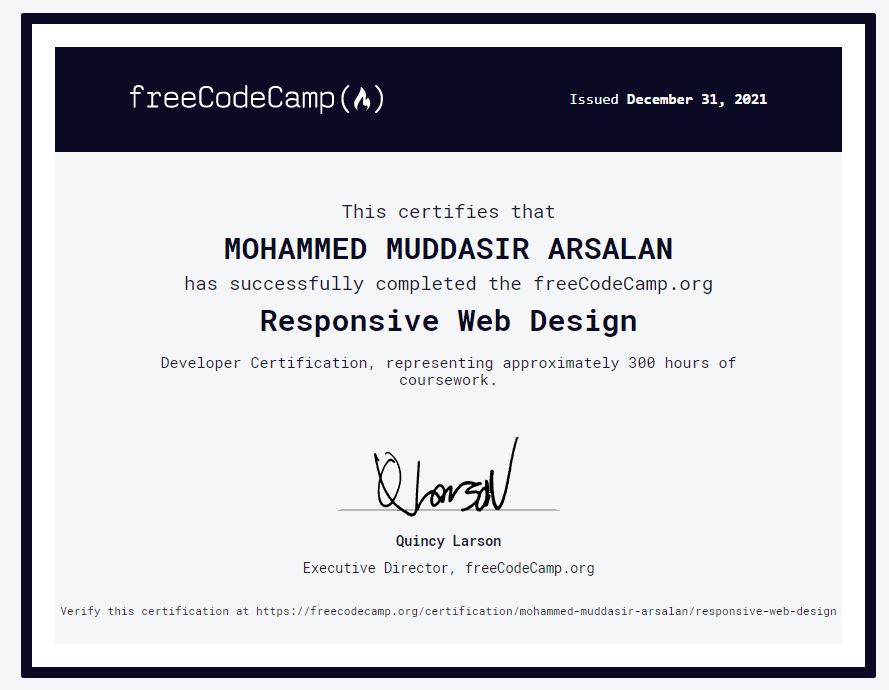 freeCodeCamp(🔥)
Issued December 31, 2021
This certifies that
MOHAMMED MUDDASIR ARSALAN
has successfully completed the freeCodeCamp.org
Responsive Web Design
Developer Certification, representing approximately 300 hours of
coursework.
QLarson
Quincy Larson
Executive Director, freeCodeCamp.org
Verify this certification at https://freecodecamp.org/certification/mohammed-muddasir-arsalan/responsive-web-design